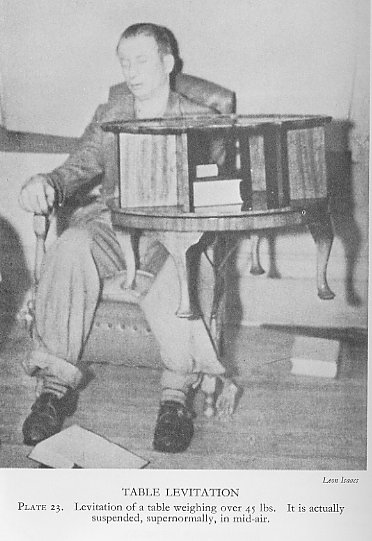 Leon Isaacs
TABLE LEVITATION
PLATE 23. Levitation of a table weighing over 45 lbs. It is actually
suspended, supernormally, in mid-air.